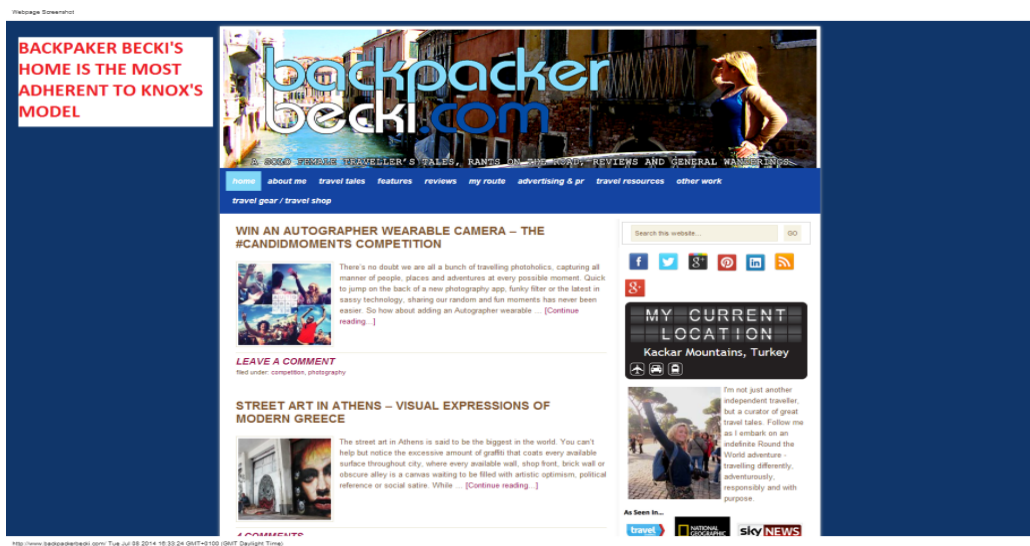 Webpage Screenshot
BACKPAKER BECKI'S
HOME IS THE MOST
ADHERENT TO KNOX'S
MODEL
backpacker
becki.com
A SOLO FEMALE TRAVELLER'S TALES, RANTS ON THE ROAD, REVIEWS AND GENERAL WANDERINGS
home about me travel tales features reviews my route advertising & pr travel resources other work
travel gear / travel shop
WIN AN AUTOGRAPHER WEARABLE CAMERA – THE
#CANDIDMOMENTS COMPETITION
There's no doubt we are all a bunch of travelling photoholics, capturing all
manner of people, places and adventures at every possible moment. Quick
to jump on the back of a new photography app, funky filter or the latest in
sassy technology, sharing our random and fun moments has never been
easier. So how about adding an Autographer wearable ... [Continue
reading...]
LEAVE A COMMENT
filed under: competition, photography
STREET ART IN ATHENS – VISUAL EXPRESSIONS OF
MODERN GREECE
The street art in Athens is said to be the biggest in the world. You can't
help but notice the excessive amount of graffiti that coats every available
surface throughout city, where every available wall, shop front, brick wall or
obscure alley is a canvas waiting to be filled with artistic optimism, political
reference or social satire. While ... [Continue reading...]
4 COMMENTS
Search this website... GO
MY CURRENT
LOCATION
Kackar Mountains, Turkey
I'm not just another
independent traveller,
but a curator of great
travel tales. Follow me
as I embark on an
indefinite Round the
World adventure -
travelling differently,
adventurously,
responsibly and with
purpose.
As Seen In...
travel NATIONAL GEOGRAPHIC sky NEWS
http://www.backpackerbecki.com/ Tue Jul 08 2014 16:33:24 GMT+0100 (GMT Daylight Time)